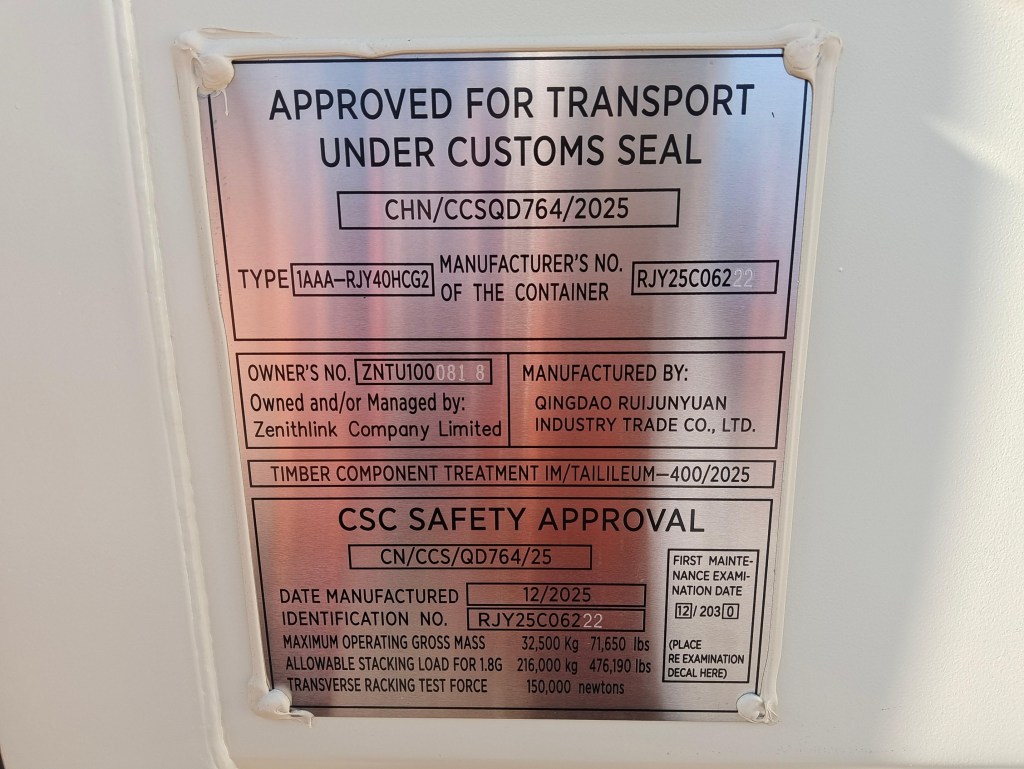 APPROVED FOR TRANSPORT
UNDER CUSTOMS SEAL
CHN/CCSQD764/2025
TYPE 1AAA-RJY40HCG2 MANUFACTURER'S NO. OF THE CONTAINER RJY25C06222
OWNER'S NO. ZNTU100081 8
Owned and/or Managed by:
Zenithlink Company Limited
MANUFACTURED BY:
QINGDAO RUIJUNYUAN
INDUSTRY TRADE CO., LTD.
TIMBER COMPONENT TREATMENT IM/TAILILEUM-400/2025
CSC SAFETY APPROVAL
CN/CCS/QD764/25
DATE MANUFACTURED 12/2025
IDENTIFICATION NO. RJY25C06222
MAXIMUM OPERATING GROSS MASS 32,500 Kg 71,650 lbs
ALLOWABLE STACKING LOAD FOR 1.8G 216,000 kg 476,190 lbs
TRANSVERSE RACKING TEST FORCE 150,000 newtons
FIRST MAINTE-
NANCE EXAMI-
NATION DATE
12/2030
(PLACE
RE EXAMINATION
DECAL HERE)